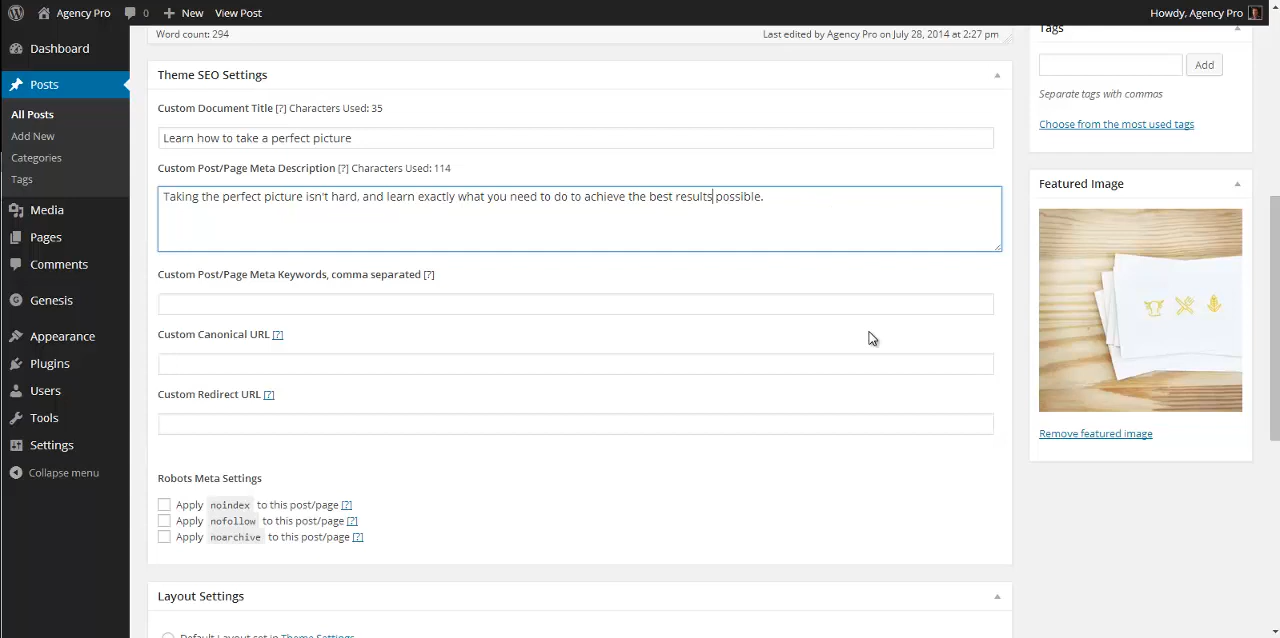 Agency Pro 0 New View Post Howdy, Agency Pro
Dashboard
Posts
All Posts
Add New
Categories
Tags
Media
Pages
Comments
Genesis
Appearance
Plugins
Users
Tools
Settings
Collapse menu
Word count: 294 Last edited by Agency Pro on July 28, 2014 at 2:27 pm
Theme SEO Settings
Custom Document Title [?] Characters Used: 35
Learn how to take a perfect picture
Custom Post/Page Meta Description [?] Characters Used: 114
Taking the perfect picture isn't hard, and learn exactly what you need to do to achieve the best results possible.
Custom Post/Page Meta Keywords, comma separated [?]
Custom Canonical URL [?]
Custom Redirect URL [?]
Robots Meta Settings
Apply noindex to this post/page [?]
Apply nofollow to this post/page [?]
Apply noarchive to this post/page [?]
Layout Settings
Default Layout set in Theme Settings
Tags
Add
Separate tags with commas
Choose from the most used tags
Featured Image
Remove featured image